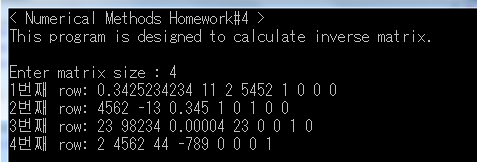 < Numerical Methods Homework#4 >
This program is designed to calculate inverse matrix.
Enter matrix size : 4
1번째 row: 0.3425234234 11 2 5452 1 0 0 0
2번째 row: 4562 -13 0.345 1 0 1 0 0
3번째 row: 23 98234 0.00004 23 0 0 1 0
4번째 row: 2 4562 44 -789 0 0 0 1